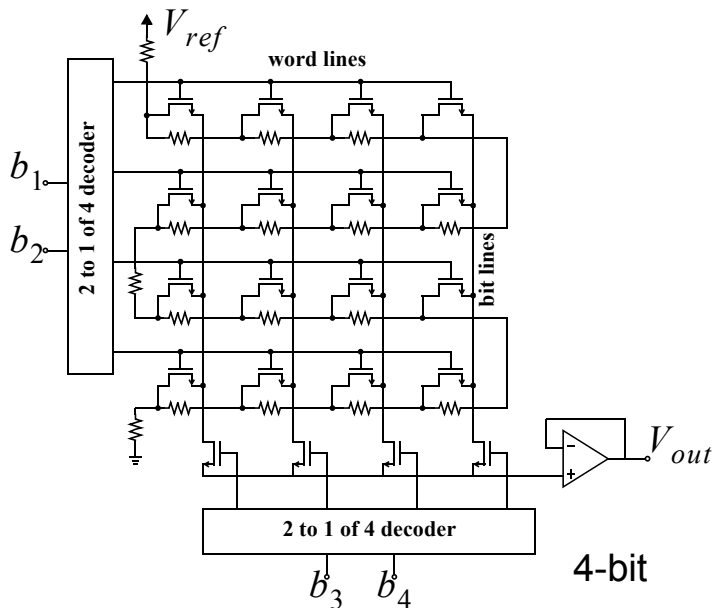 V_ref
word lines
2 to 1 of 4 decoder
b_1
b_2
bit lines
−
+
V_out
2 to 1 of 4 decoder
b_3 b_4
4-bit